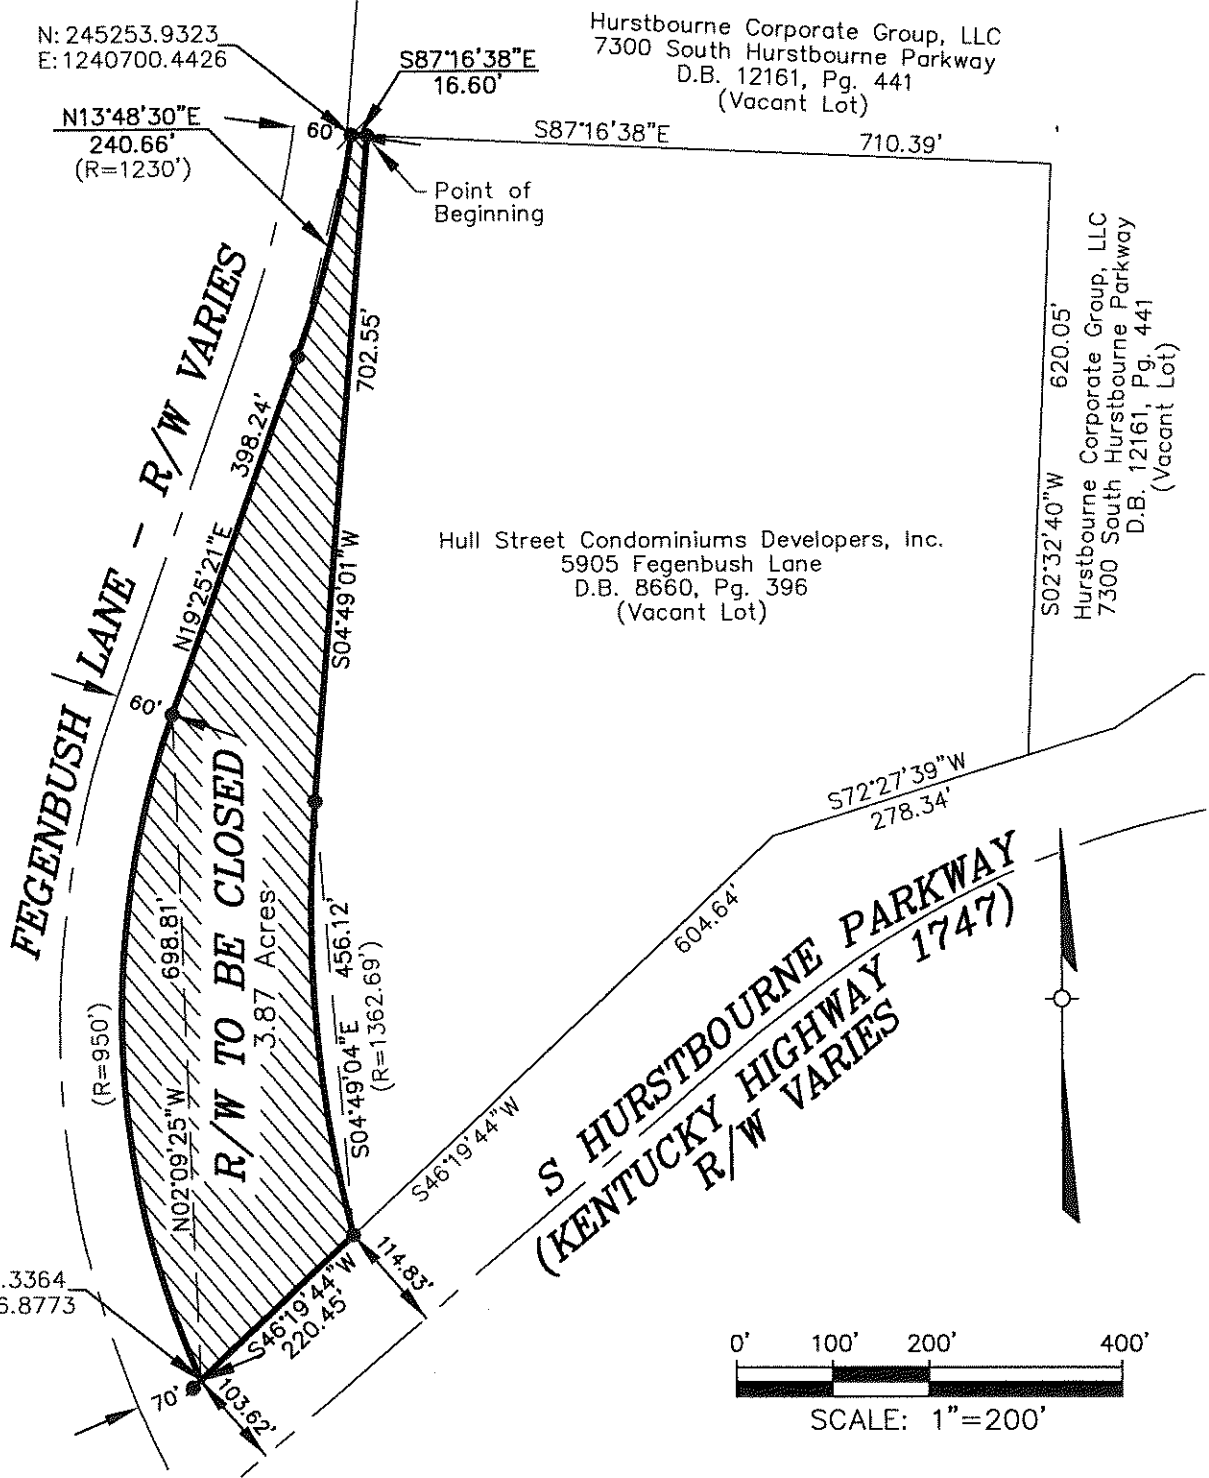 N: 245253.9323
E: 1240700.4426
S87°16'38"E
16.60'
Hurstbourne Corporate Group, LLC
7300 South Hurstbourne Parkway
D.B. 12161, Pg. 441
(Vacant Lot)
N13°48'30"E
240.66'
(R=1230')
60'
S87°16'38"E
710.39'
Point of
Beginning
FEGENBUSH LANE - R/W VARIES
702.55'
S04°49'01"W
398.24'
N19°25'21"E
Hull Street Condominiums Developers, Inc.
5905 Fegenbush Lane
D.B. 8660, Pg. 396
(Vacant Lot)
620.05'
S02°32'40"W
Hurstbourne Corporate Group, LLC
7300 South Hurstbourne Parkway
D.B. 12161, Pg. 441
(Vacant Lot)
60'
R/W TO BE CLOSED
3.87 Acres
698.81'
N02°09'25"W
(R=950')
S04°49'04"E 456.12'
(R=1362.69')
S72°27'39"W
278.34'
604.64'
S46°19'44"W
S HURSTBOURNE PARKWAY
(KENTUCKY HIGHWAY 1747)
R/W VARIES
114.83'
S46°19'44"W
220.45'
.3364
6.8773
70'
103.62'
0' 100' 200' 400'
SCALE: 1"=200'